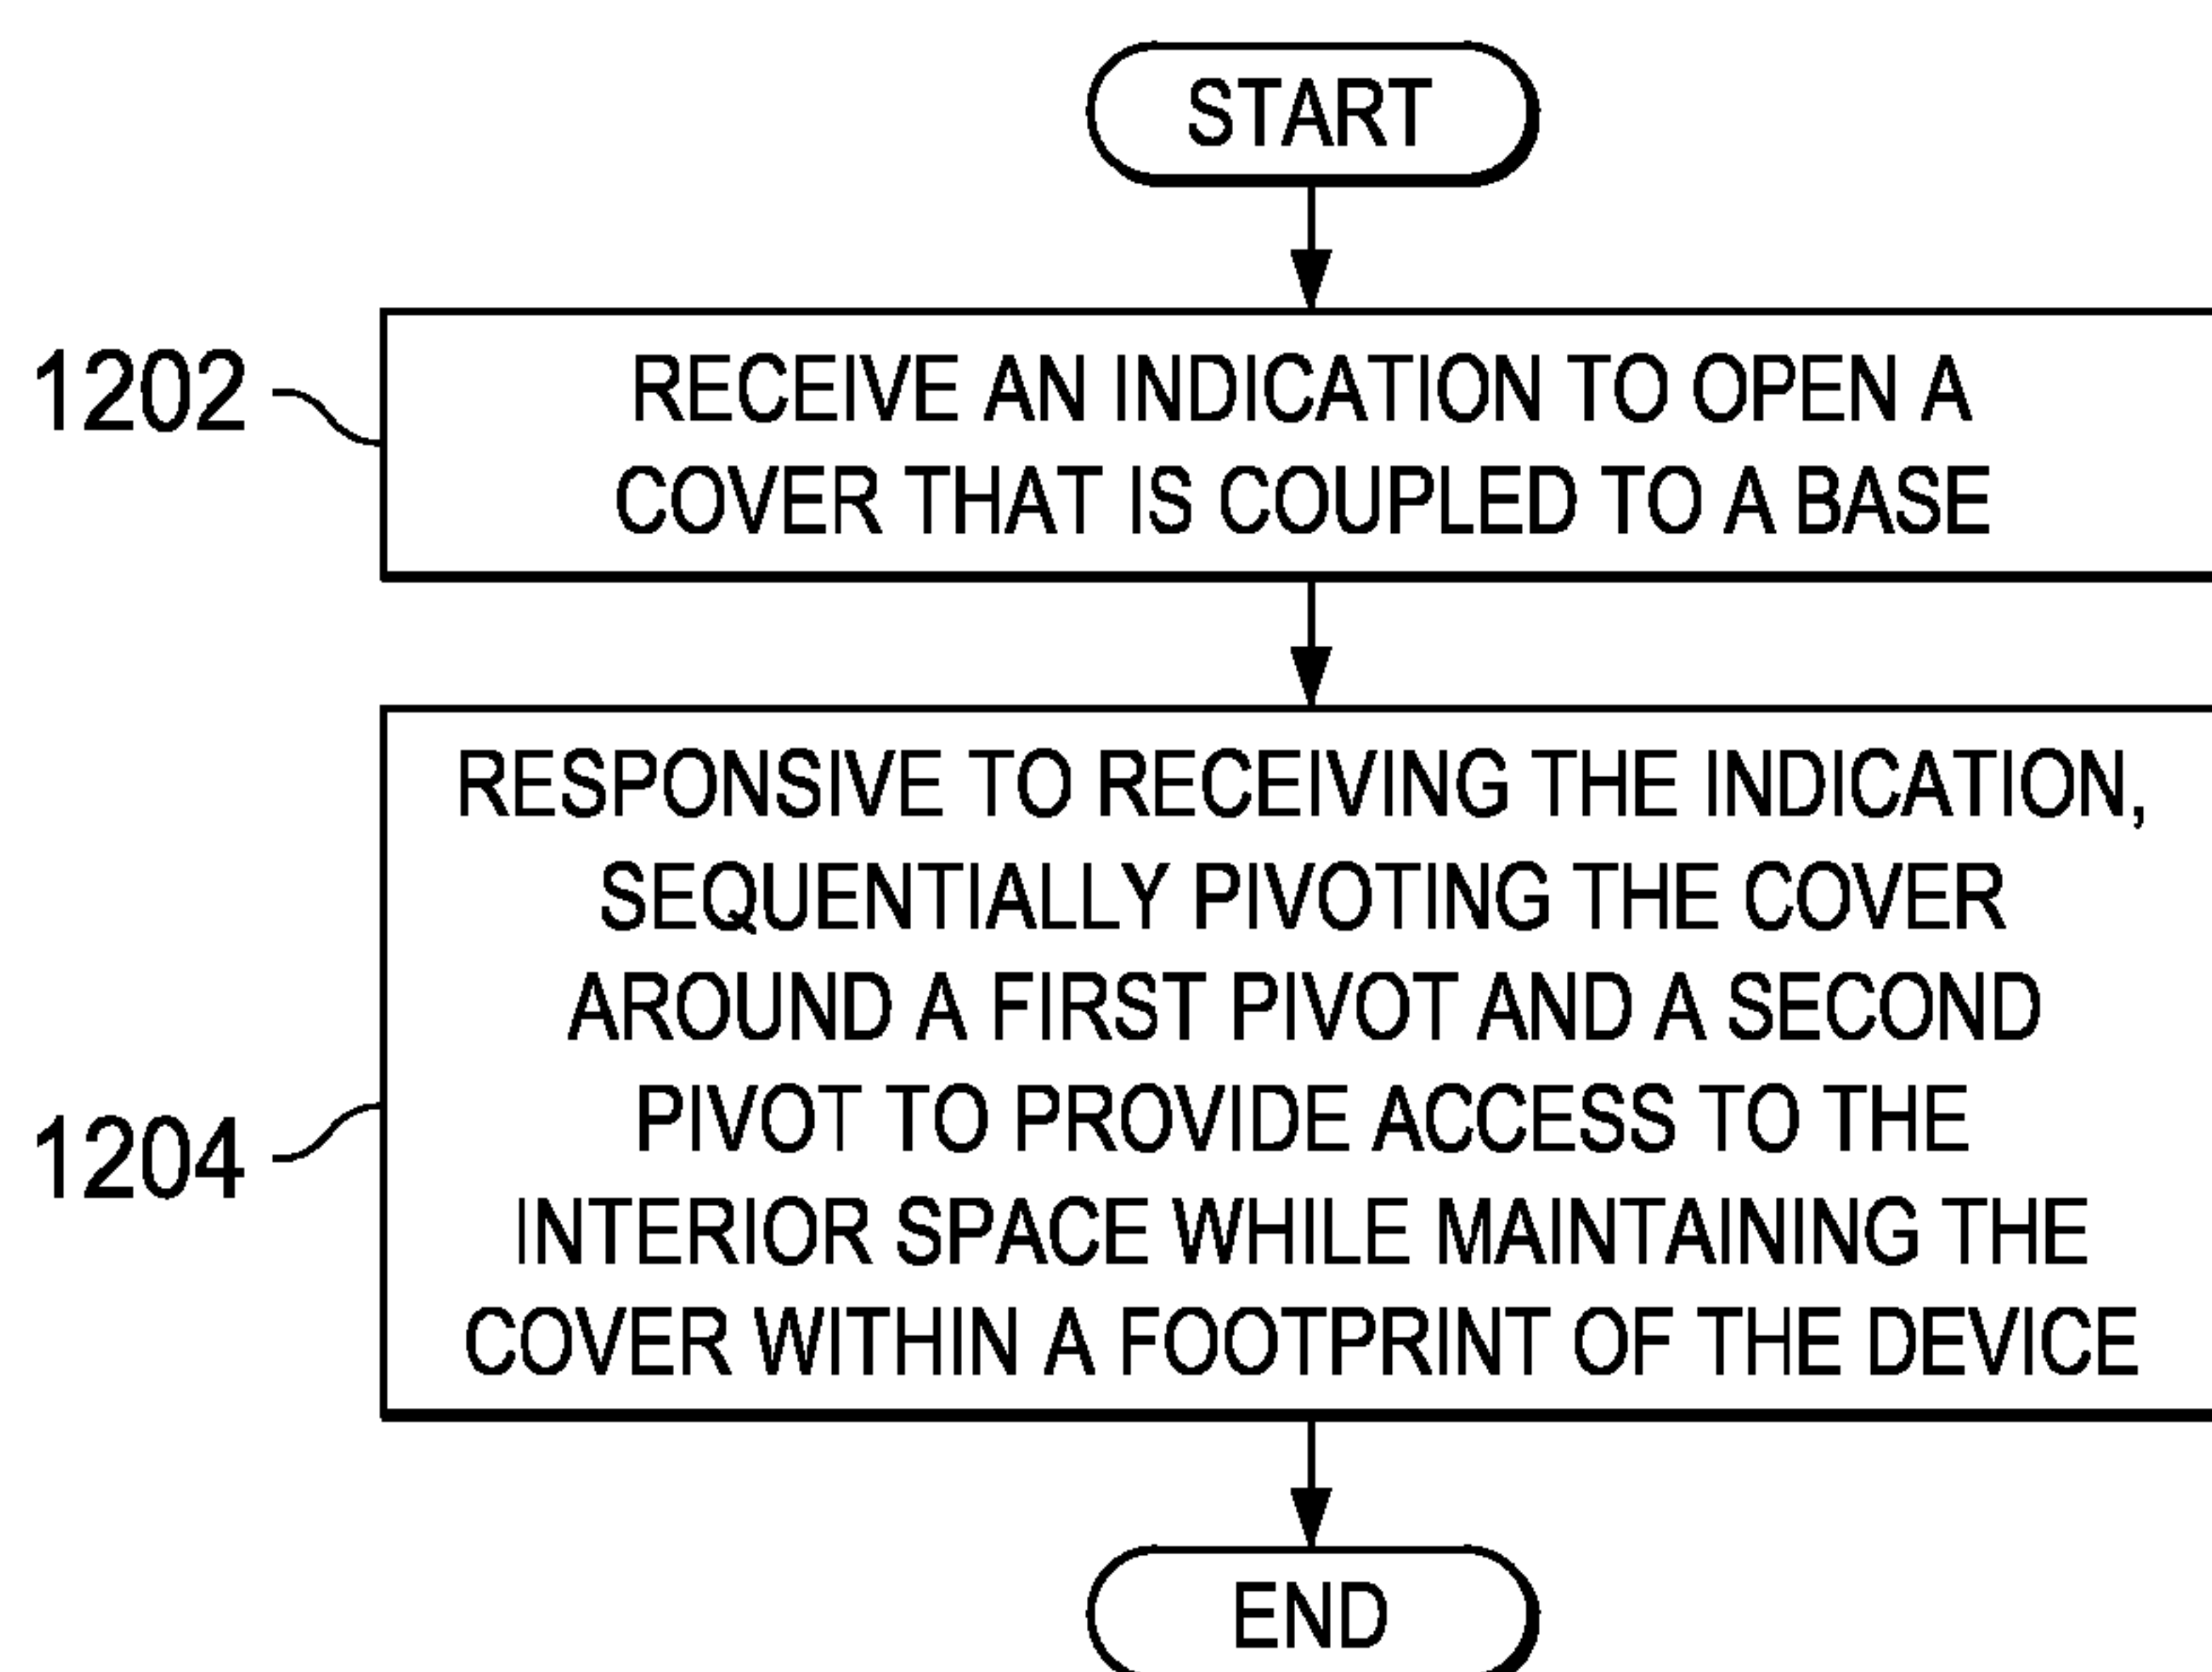 START
1202
RECEIVE AN INDICATION TO OPEN A
COVER THAT IS COUPLED TO A BASE
RESPONSIVE TO RECEIVING THE INDICATION,
SEQUENTIALLY PIVOTING THE COVER
AROUND A FIRST PIVOT AND A SECOND
PIVOT TO PROVIDE ACCESS TO THE
1204
INTERIOR SPACE WHILE MAINTAINING THE
COVER WITHIN A FOOTPRINT OF THE DEVICE
END